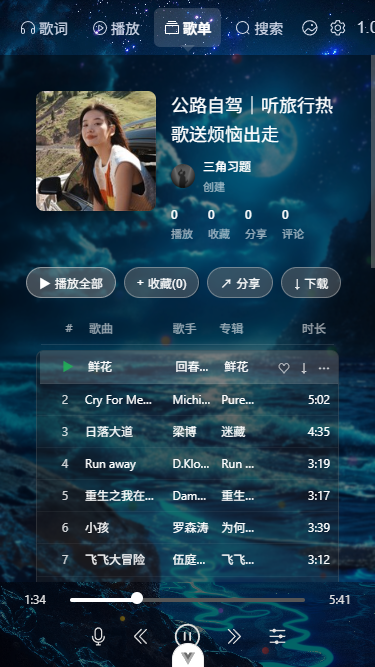 歌词 播放 歌单 搜索 1.0
公路自驾｜听旅行热
歌送烦恼出走
三角习题
创建
0 0 0 0
播放 收藏 分享 评论
▶ 播放全部 + 收藏(0) ↗ 分享 ↓ 下载
# 歌曲 歌手 专辑 时长
鲜花 回春... 鲜花
2 Cry For Me... Michi... Pure... 5:02
3 日落大道 梁博 迷藏 4:35
4 Run away D.Klo... Run ... 3:19
5 重生之我在... Dam... 重生... 3:17
6 小孩 罗森涛 为何... 3:39
7 飞飞大冒险 伍庭... 飞飞... 3:12
1:34 5:41